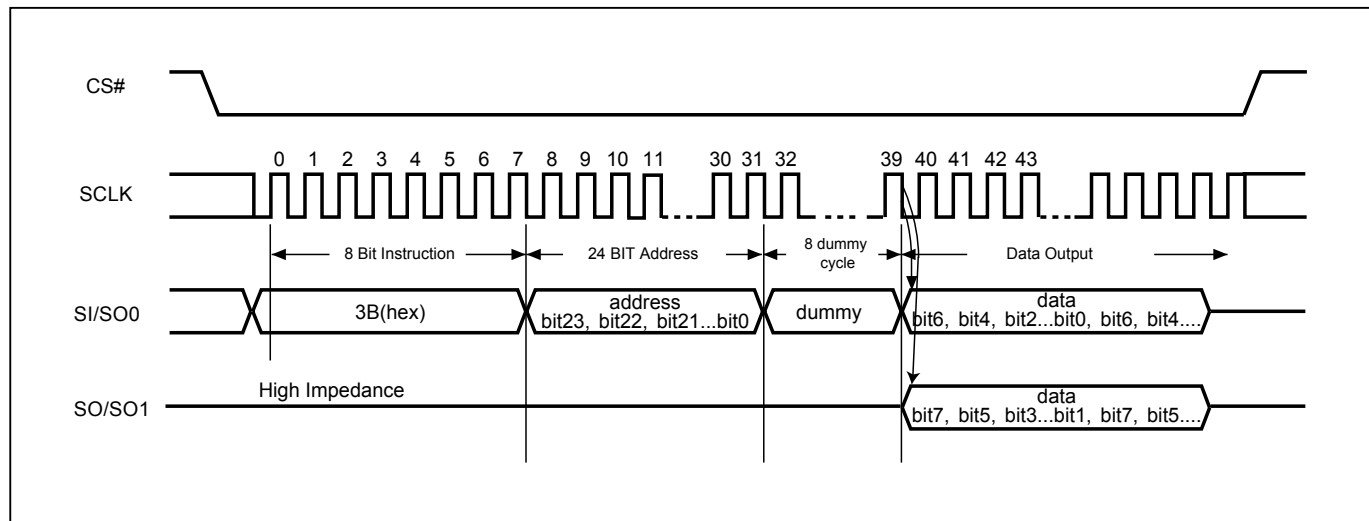 CS#
0 1 2 3 4 5 6 7 8 9 10 11 30 31 32 39 40 41 42 43
SCLK
8 Bit Instruction
24 BIT Address
8 dummy
cycle
Data Output
SI/SO0
3B(hex)
address
bit23, bit22, bit21...bit0
dummy
data
bit6, bit4, bit2...bit0, bit6, bit4....
High Impedance
SO/SO1
data
bit7, bit5, bit3...bit1, bit7, bit5....